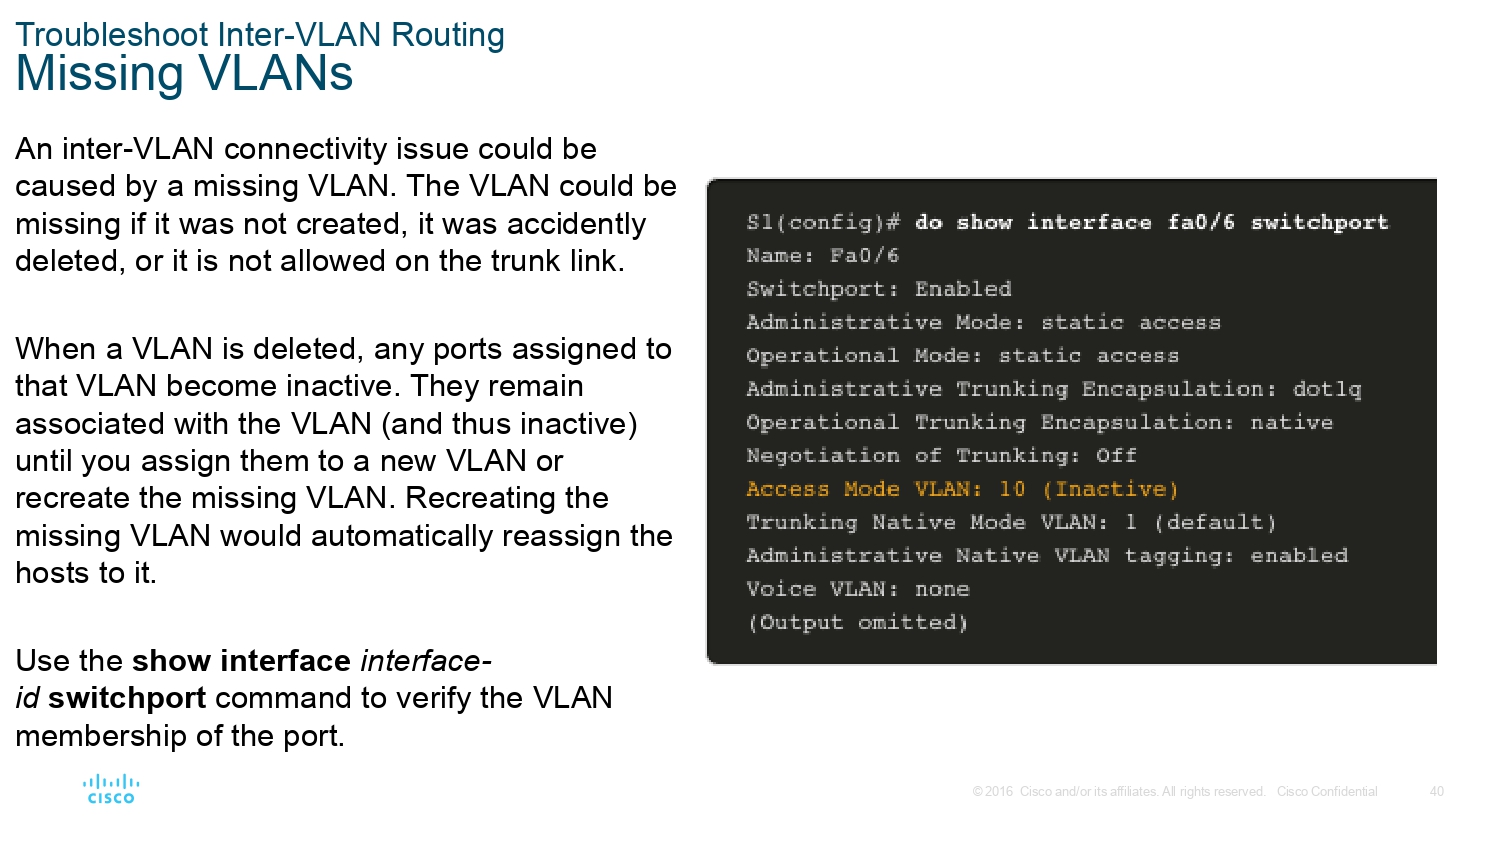 Troubleshoot Inter-VLAN Routing
Missing VLANs
An inter-VLAN connectivity issue could be
caused by a missing VLAN. The VLAN could be
missing if it was not created, it was accidently
deleted, or it is not allowed on the trunk link.
When a VLAN is deleted, any ports assigned to
that VLAN become inactive. They remain
associated with the VLAN (and thus inactive)
until you assign them to a new VLAN or
recreate the missing VLAN. Recreating the
missing VLAN would automatically reassign the
hosts to it.
Use the show interface interface-
id switchport command to verify the VLAN
membership of the port.
S1(config)# do show interface fa0/6 switchport
Name: Fa0/6
Switchport: Enabled
Administrative Mode: static access
Operational Mode: static access
Administrative Trunking Encapsulation: dot1q
Operational Trunking Encapsulation: native
Negotiation of Trunking: Off
Access Mode VLAN: 10 (Inactive)
Trunking Native Mode VLAN: 1 (default)
Administrative Native VLAN tagging: enabled
Voice VLAN: none
(Output omitted)
CISCO
© 2016 Cisco and/or its affiliates. All rights reserved. Cisco Confidential
40